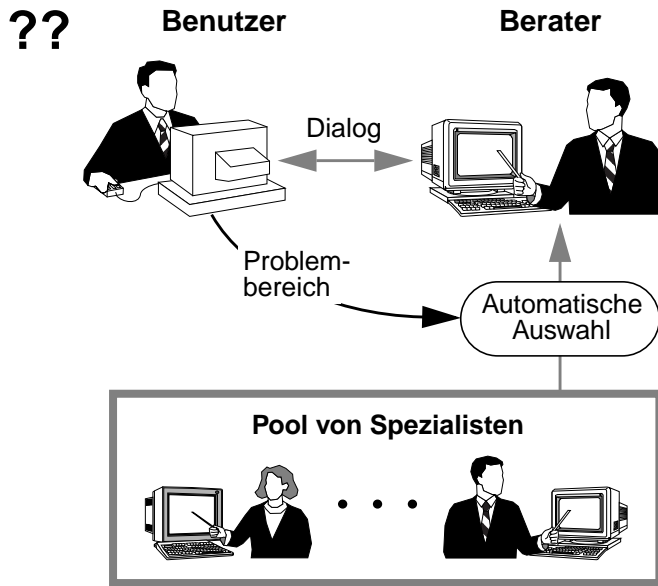 ??
Benutzer
Berater
Dialog
Problem-
bereich
Automatische
Auswahl
Pool von Spezialisten